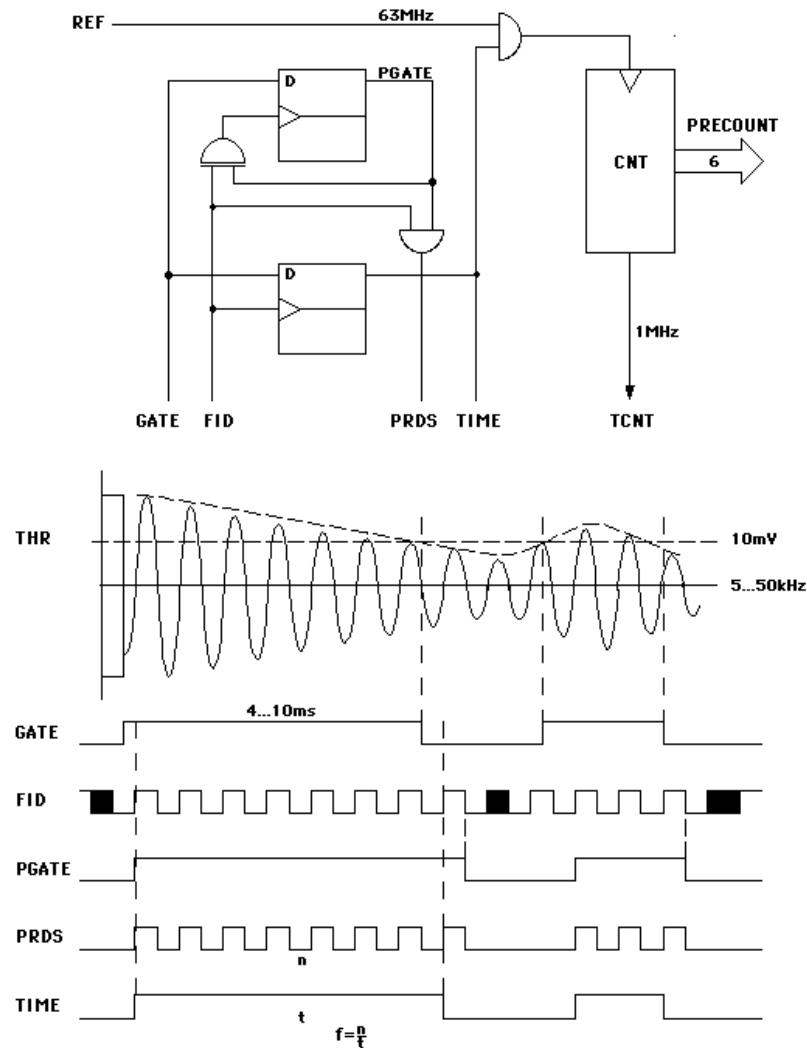 63MHz
REF
PGATE
D
PRECOUNT
CNT
6
D
1MHz
GATE FID PRDS TIME TCNT
THR
10mV
5...50kHz
4...10ms
GATE
FID
PGATE
PRDS
n
TIME
t
f=n/t